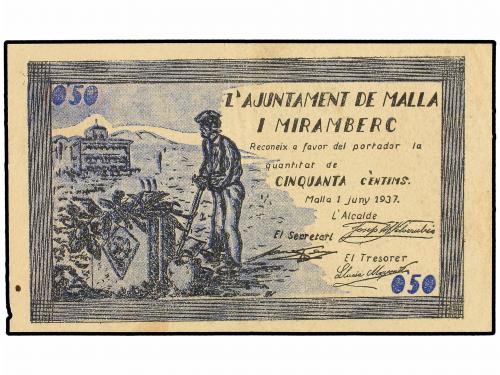 0'50
L'AJUNTAMENT DE MALLA
I MIRAMBERC
Reconeix a favor del portador la
quantitat de
CINQUANTA CÈNTIMS.
Malla 1 juny 1937.
L'Alcalde
El Secretari
El Tresorer
0'50